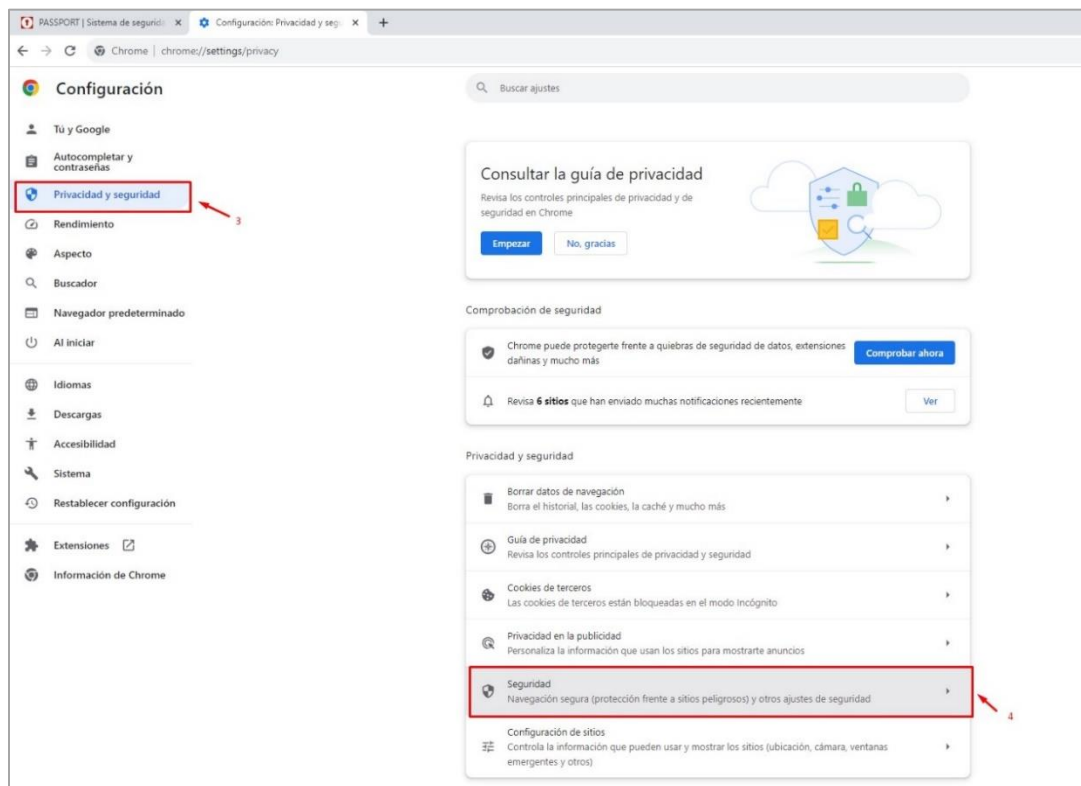 PASSPORT | Sistema de segurida
Configuración: Privacidad y segu
Chrome | chrome://settings/privacy
Configuración
Buscar ajustes
Tú y Google
Autocompletar y
contraseñas
Privacidad y seguridad
3
Rendimiento
Aspecto
Buscador
Navegador predeterminado
Al iniciar
Idiomas
Descargas
Accesibilidad
Sistema
Restablecer configuración
Extensiones
Información de Chrome
Consultar la guía de privacidad
Revisa los controles principales de privacidad y de
seguridad en Chrome
Empezar
No, gracias
Comprobación de seguridad
Chrome puede protegerte frente a quiebras de seguridad de datos, extensiones
dañinas y mucho más
Comprobar ahora
Revisa 6 sitios que han enviado muchas notificaciones recientemente
Ver
Privacidad y seguridad
Borrar datos de navegación
Borra el historial, las cookies, la caché y mucho más
Guía de privacidad
Revisa los controles principales de privacidad y seguridad
Cookies de terceros
Las cookies de terceros están bloqueadas en el modo Incógnito
Privacidad en la publicidad
Personaliza la información que usan los sitios para mostrarte anuncios
Seguridad
Navegación segura (protección frente a sitios peligrosos) y otros ajustes de seguridad
4
Configuración de sitios
Controla la información que pueden usar y mostrar los sitios (ubicación, cámara, ventanas
emergentes y otros)